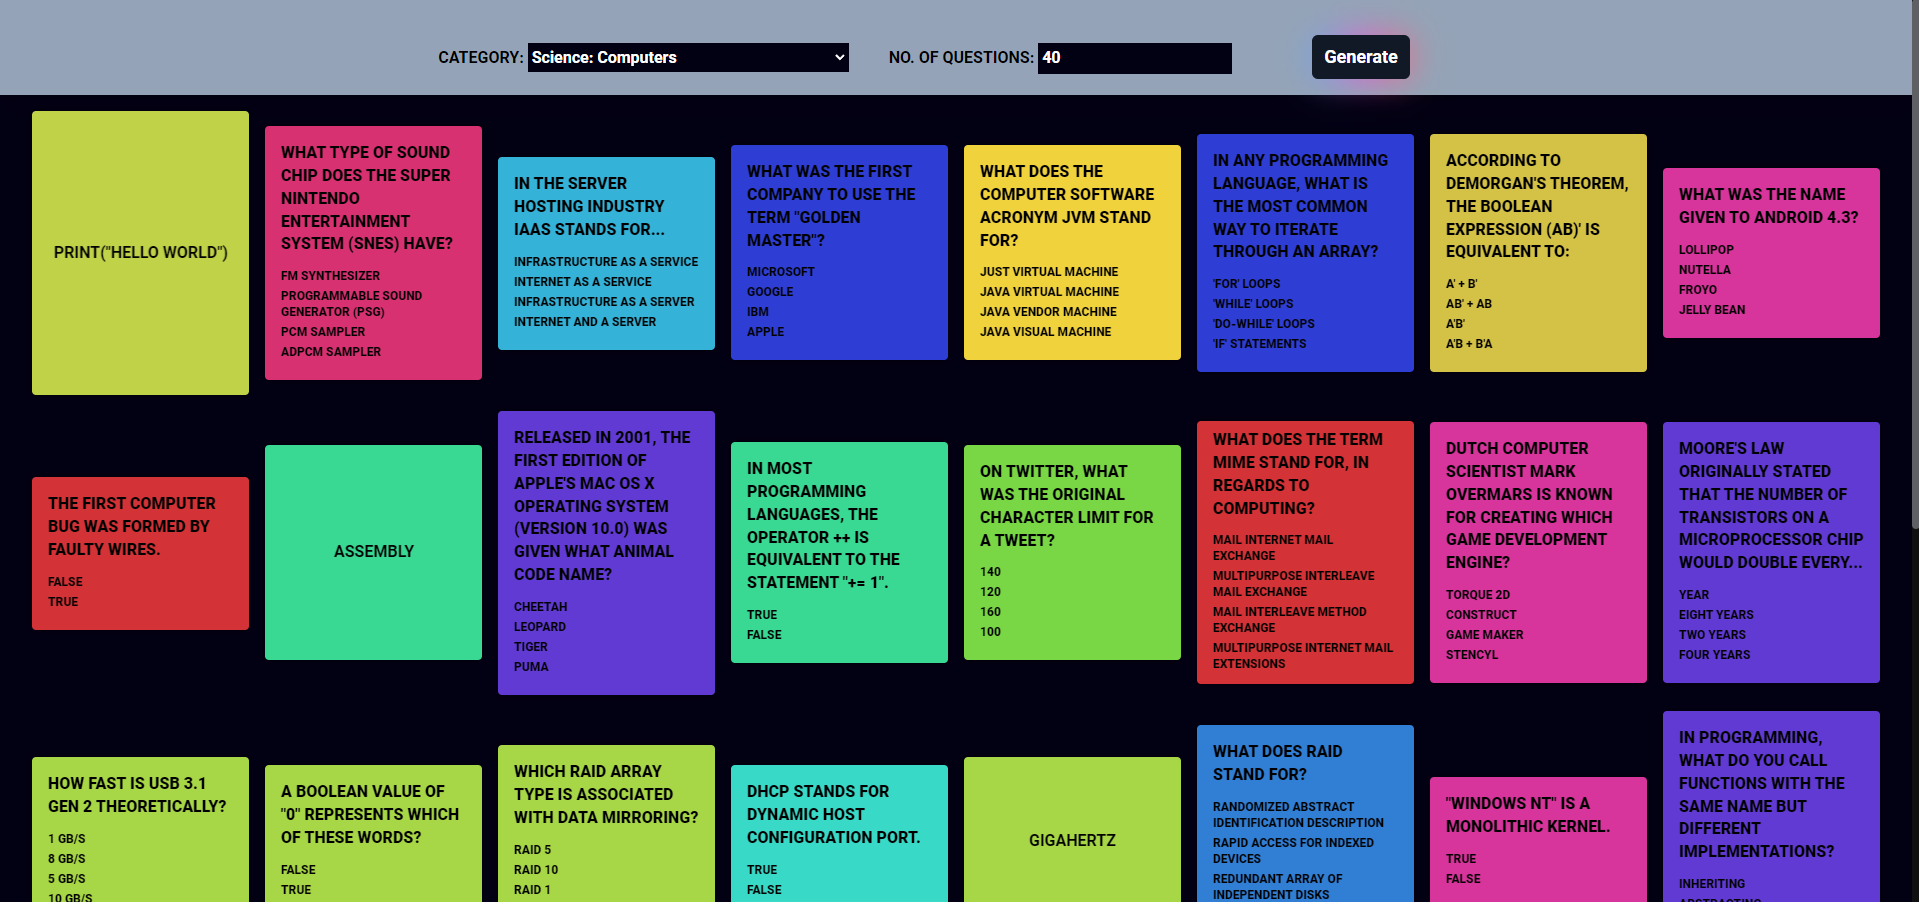 CATEGORY: Science: Computers
NO. OF QUESTIONS: 40
Generate
PRINT("HELLO WORLD")
WHAT TYPE OF SOUND
CHIP DOES THE SUPER
NINTENDO
ENTERTAINMENT
SYSTEM (SNES) HAVE?
FM SYNTHESIZER
PROGRAMMABLE SOUND
GENERATOR (PSG)
PCM SAMPLER
ADPCM SAMPLER
IN THE SERVER
HOSTING INDUSTRY
IAAS STANDS FOR...
INFRASTRUCTURE AS A SERVICE
INTERNET AS A SERVICE
INFRASTRUCTURE AS A SERVER
INTERNET AND A SERVER
WHAT WAS THE FIRST
COMPANY TO USE THE
TERM "GOLDEN
MASTER"?
MICROSOFT
GOOGLE
IBM
APPLE
WHAT DOES THE
COMPUTER SOFTWARE
ACRONYM JVM STAND
FOR?
JUST VIRTUAL MACHINE
JAVA VIRTUAL MACHINE
JAVA VENDOR MACHINE
JAVA VISUAL MACHINE
IN ANY PROGRAMMING
LANGUAGE, WHAT IS
THE MOST COMMON
WAY TO ITERATE
THROUGH AN ARRAY?
'FOR' LOOPS
'WHILE' LOOPS
'DO-WHILE' LOOPS
'IF' STATEMENTS
ACCORDING TO
DEMORGAN'S THEOREM,
THE BOOLEAN
EXPRESSION (AB)' IS
EQUIVALENT TO:
A' + B'
AB' + AB
A'B'
A'B + B'A
WHAT WAS THE NAME
GIVEN TO ANDROID 4.3?
LOLLIPOP
NUTELLA
FROYO
JELLY BEAN
THE FIRST COMPUTER
BUG WAS FORMED BY
FAULTY WIRES.
FALSE
TRUE
ASSEMBLY
RELEASED IN 2001, THE
FIRST EDITION OF
APPLE'S MAC OS X
OPERATING SYSTEM
(VERSION 10.0) WAS
GIVEN WHAT ANIMAL
CODE NAME?
CHEETAH
LEOPARD
TIGER
PUMA
IN MOST
PROGRAMMING
LANGUAGES, THE
OPERATOR ++ IS
EQUIVALENT TO THE
STATEMENT "+= 1".
TRUE
FALSE
ON TWITTER, WHAT
WAS THE ORIGINAL
CHARACTER LIMIT FOR
A TWEET?
140
120
160
100
WHAT DOES THE TERM
MIME STAND FOR, IN
REGARDS TO
COMPUTING?
MAIL INTERNET MAIL
EXCHANGE
MULTIPURPOSE INTERLEAVE
MAIL EXCHANGE
MAIL INTERLEAVE METHOD
EXCHANGE
MULTIPURPOSE INTERNET MAIL
EXTENSIONS
DUTCH COMPUTER
SCIENTIST MARK
OVERMARS IS KNOWN
FOR CREATING WHICH
GAME DEVELOPMENT
ENGINE?
TORQUE 2D
CONSTRUCT
GAME MAKER
STENCYL
MOORE'S LAW
ORIGINALLY STATED
THAT THE NUMBER OF
TRANSISTORS ON A
MICROPROCESSOR CHIP
WOULD DOUBLE EVERY...
YEAR
EIGHT YEARS
TWO YEARS
FOUR YEARS
HOW FAST IS USB 3.1
GEN 2 THEORETICALLY?
1 GB/S
8 GB/S
5 GB/S
10 GB/S
A BOOLEAN VALUE OF
"0" REPRESENTS WHICH
OF THESE WORDS?
FALSE
TRUE
WHICH RAID ARRAY
TYPE IS ASSOCIATED
WITH DATA MIRRORING?
RAID 5
RAID 10
RAID 1
DHCP STANDS FOR
DYNAMIC HOST
CONFIGURATION PORT.
TRUE
FALSE
GIGAHERTZ
WHAT DOES RAID
STAND FOR?
RANDOMIZED ABSTRACT
IDENTIFICATION DESCRIPTION
RAPID ACCESS FOR INDEXED
DEVICES
REDUNDANT ARRAY OF
INDEPENDENT DISKS
"WINDOWS NT" IS A
MONOLITHIC KERNEL.
TRUE
FALSE
IN PROGRAMMING,
WHAT DO YOU CALL
FUNCTIONS WITH THE
SAME NAME BUT
DIFFERENT
IMPLEMENTATIONS?
INHERITING